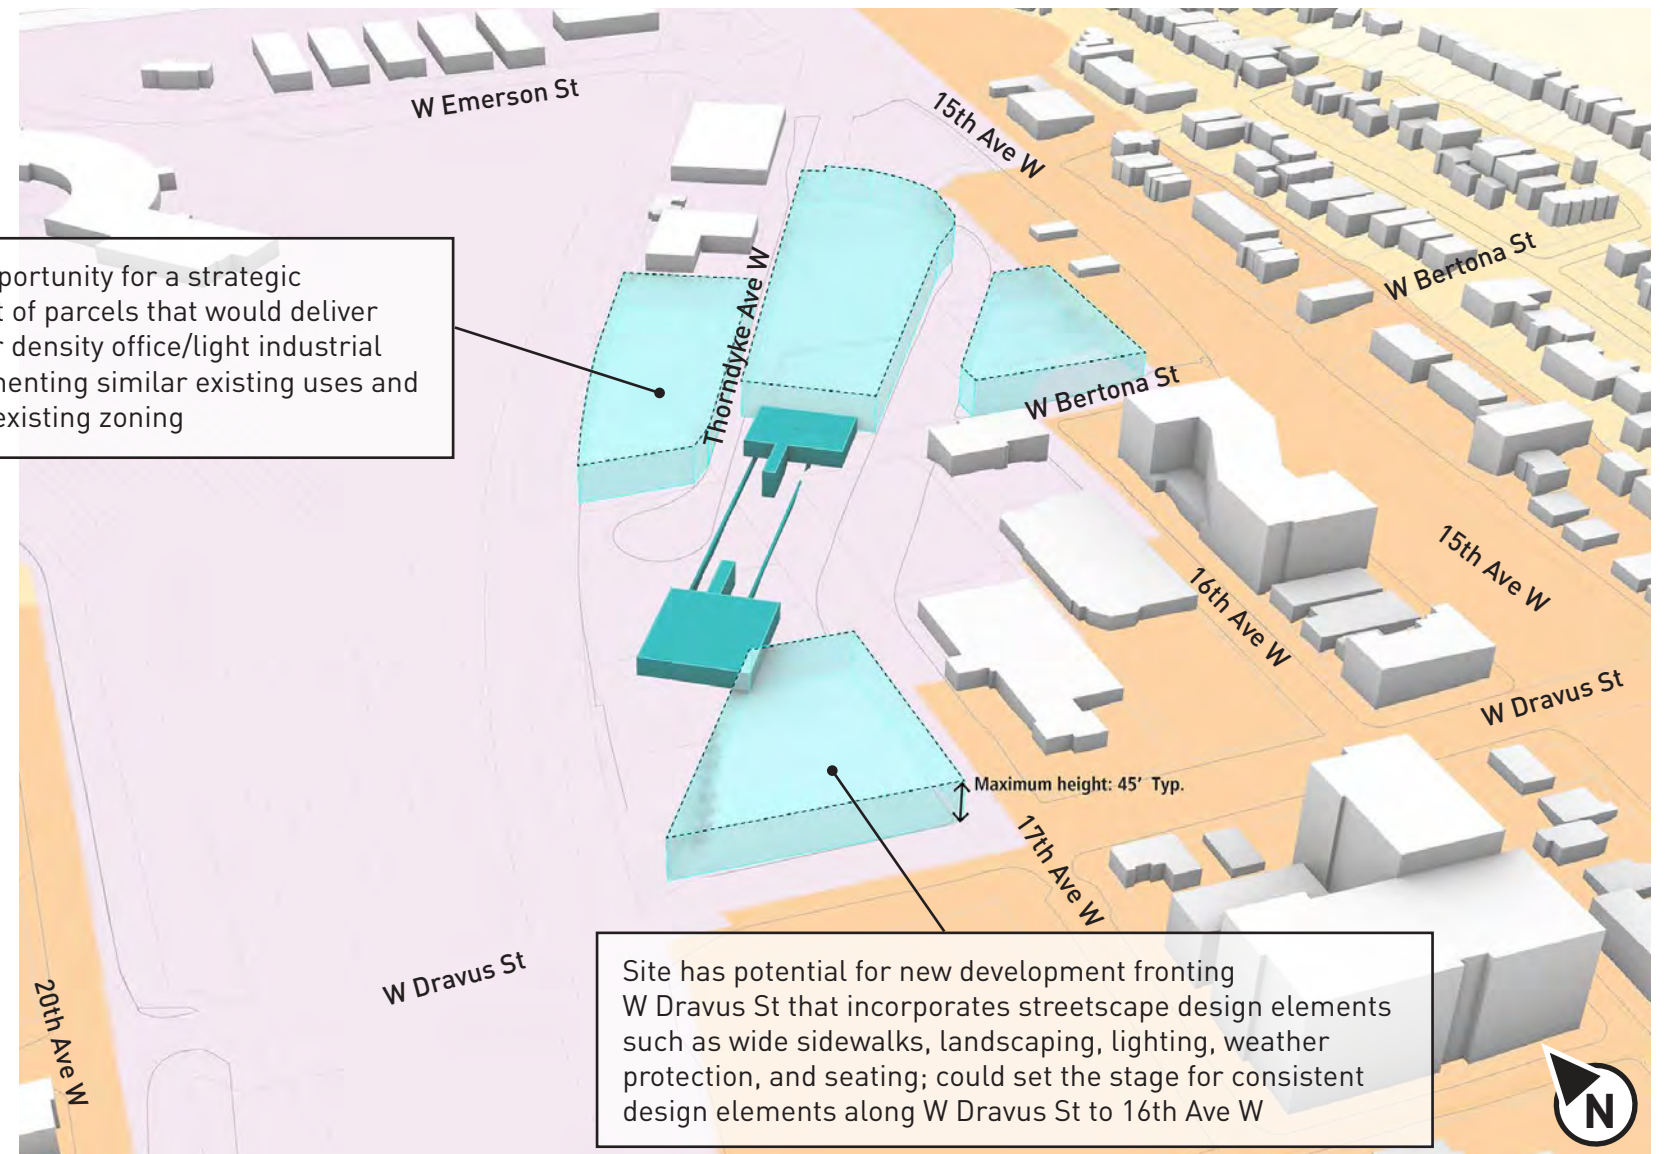 W Emerson St
15th Ave W
W Bertona St
portunity for a strategic
t of parcels that would deliver
r density office/light industrial
nenting similar existing uses and
existing zoning
Thorndyke Ave W
W Bertona St
15th Ave W
16th Ave W
W Dravus St
Maximum height: 45' Typ.
17th Ave W
W Dravus St
20th Ave W
Site has potential for new development fronting
W Dravus St that incorporates streetscape design elements
such as wide sidewalks, landscaping, lighting, weather
protection, and seating; could set the stage for consistent
design elements along W Dravus St to 16th Ave W
N